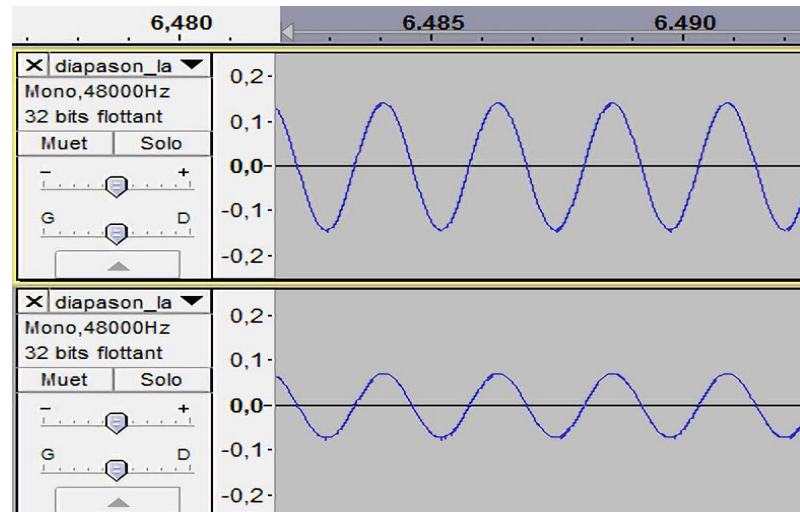 6,480 6.485 6.490
X diapason_la
Mono,48000Hz
32 bits flottant
Muet Solo
- +
G D
0,2
0,1
0,0
-0,1
-0,2
X diapason_la
Mono,48000Hz
32 bits flottant
Muet Solo
- +
G D
0,2
0,1
0,0
-0,1
-0,2